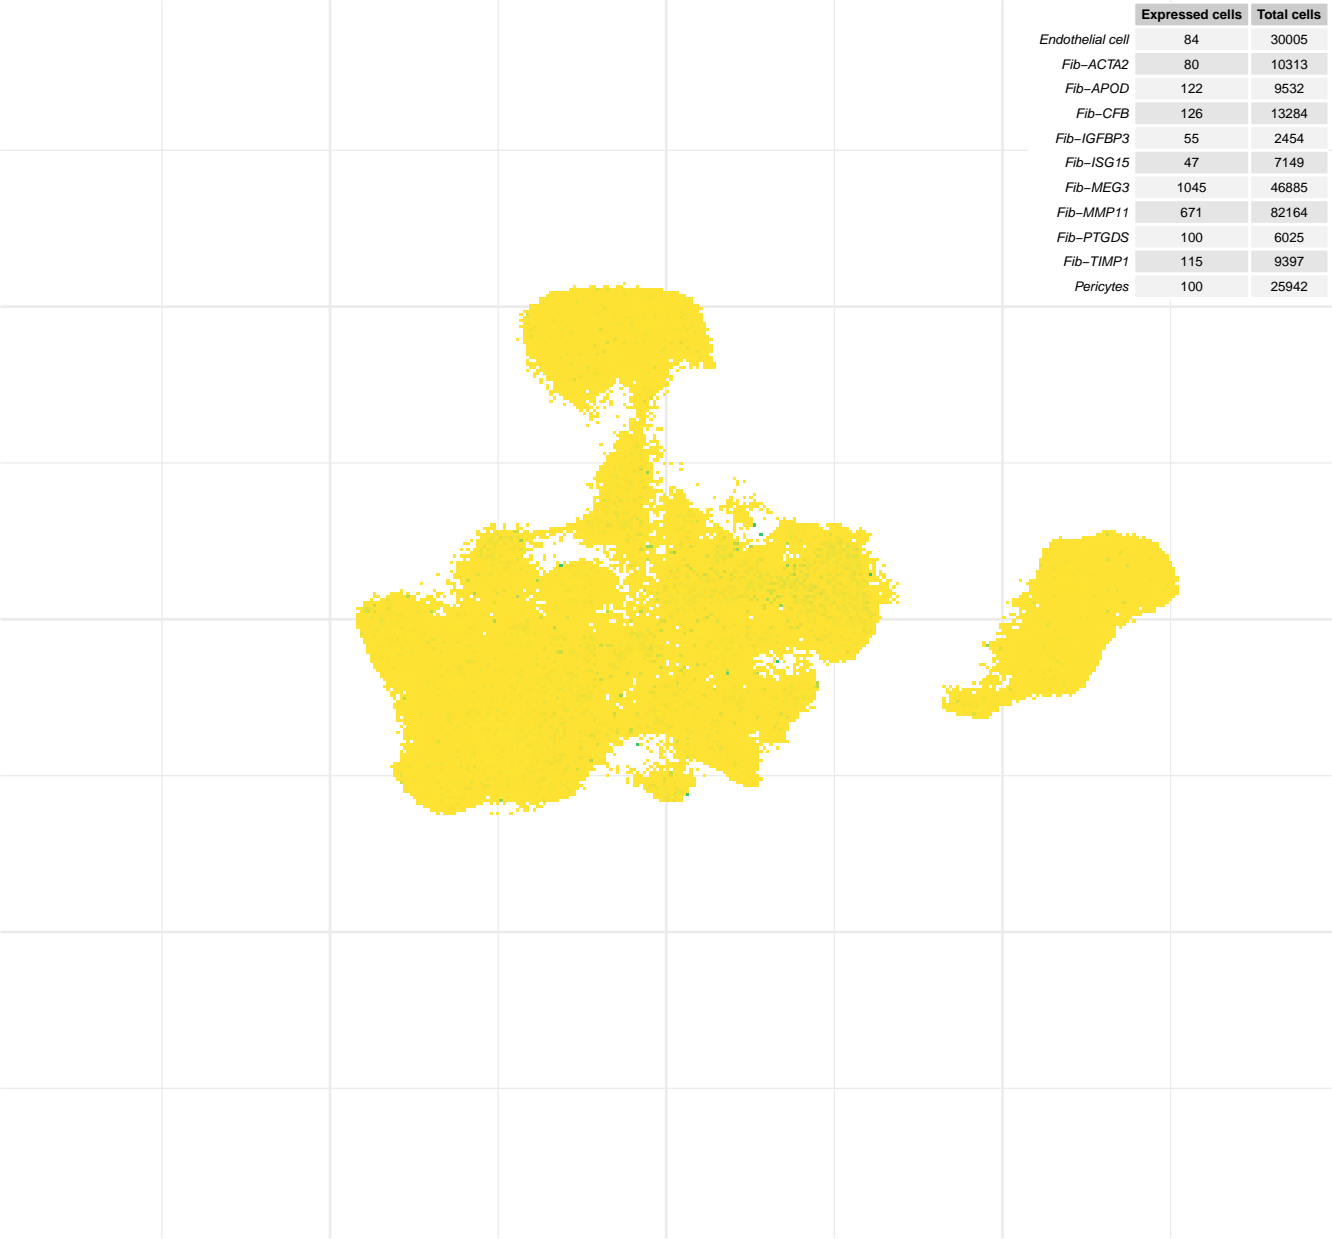 Expressed cells Total cells
Endothelial cell 84 30005
Fib−ACTA2 80 10313
Fib−APOD 122 9532
Fib−CFB 126 13284
Fib−IGFBP3 55 2454
Fib−ISG15 47 7149
Fib−MEG3 1045 46885
Fib−MMP11 671 82164
Fib−PTGDS 100 6025
Fib−TIMP1 115 9397
Pericytes 100 25942